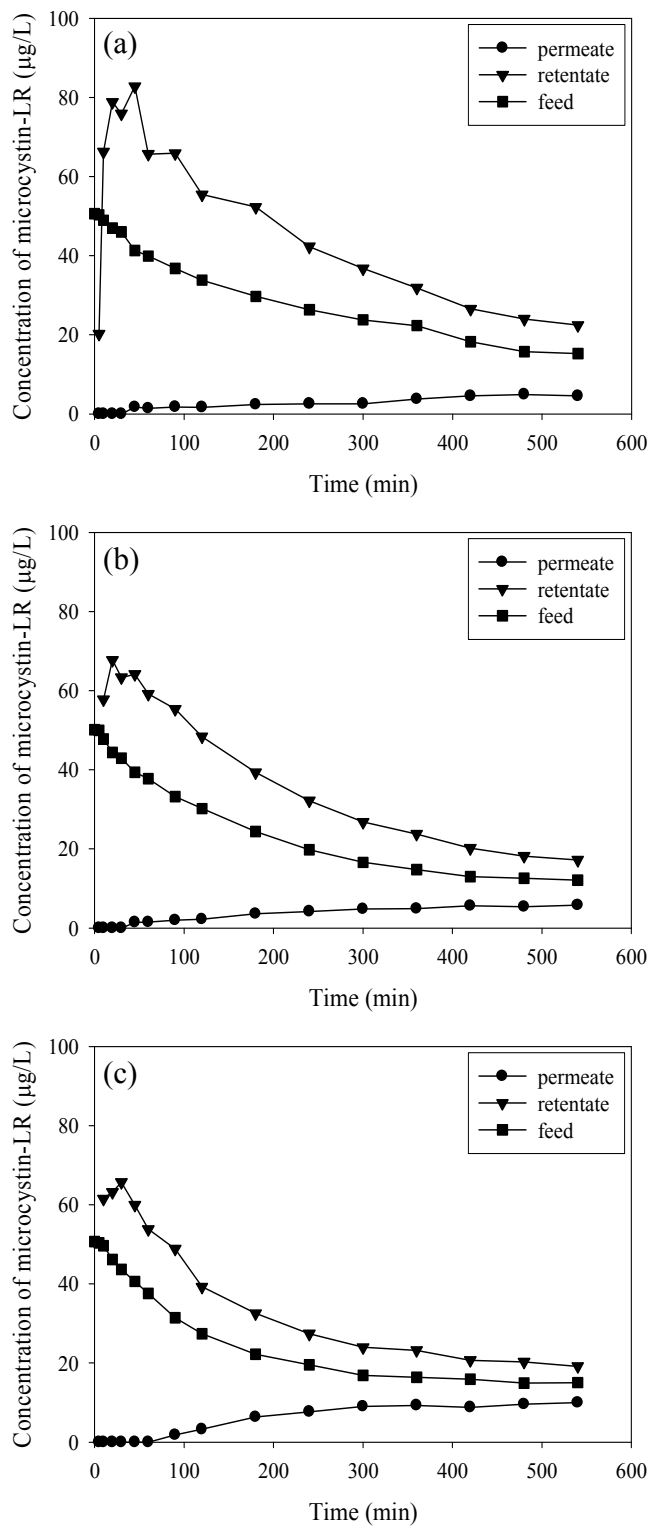 (a)
permeate
retentate
feed
Concentration of microcystin-LR (µg/L)
100
80
60
40
20
0
0 100 200 300 400 500 600
Time (min)
(b)
permeate
retentate
feed
Concentration of microcystin-LR (µg/L)
100
80
60
40
20
0
0 100 200 300 400 500 600
Time (min)
(c)
permeate
retentate
feed
Concentration of microcystin-LR (µg/L)
100
80
60
40
20
0
0 100 200 300 400 500 600
Time (min)